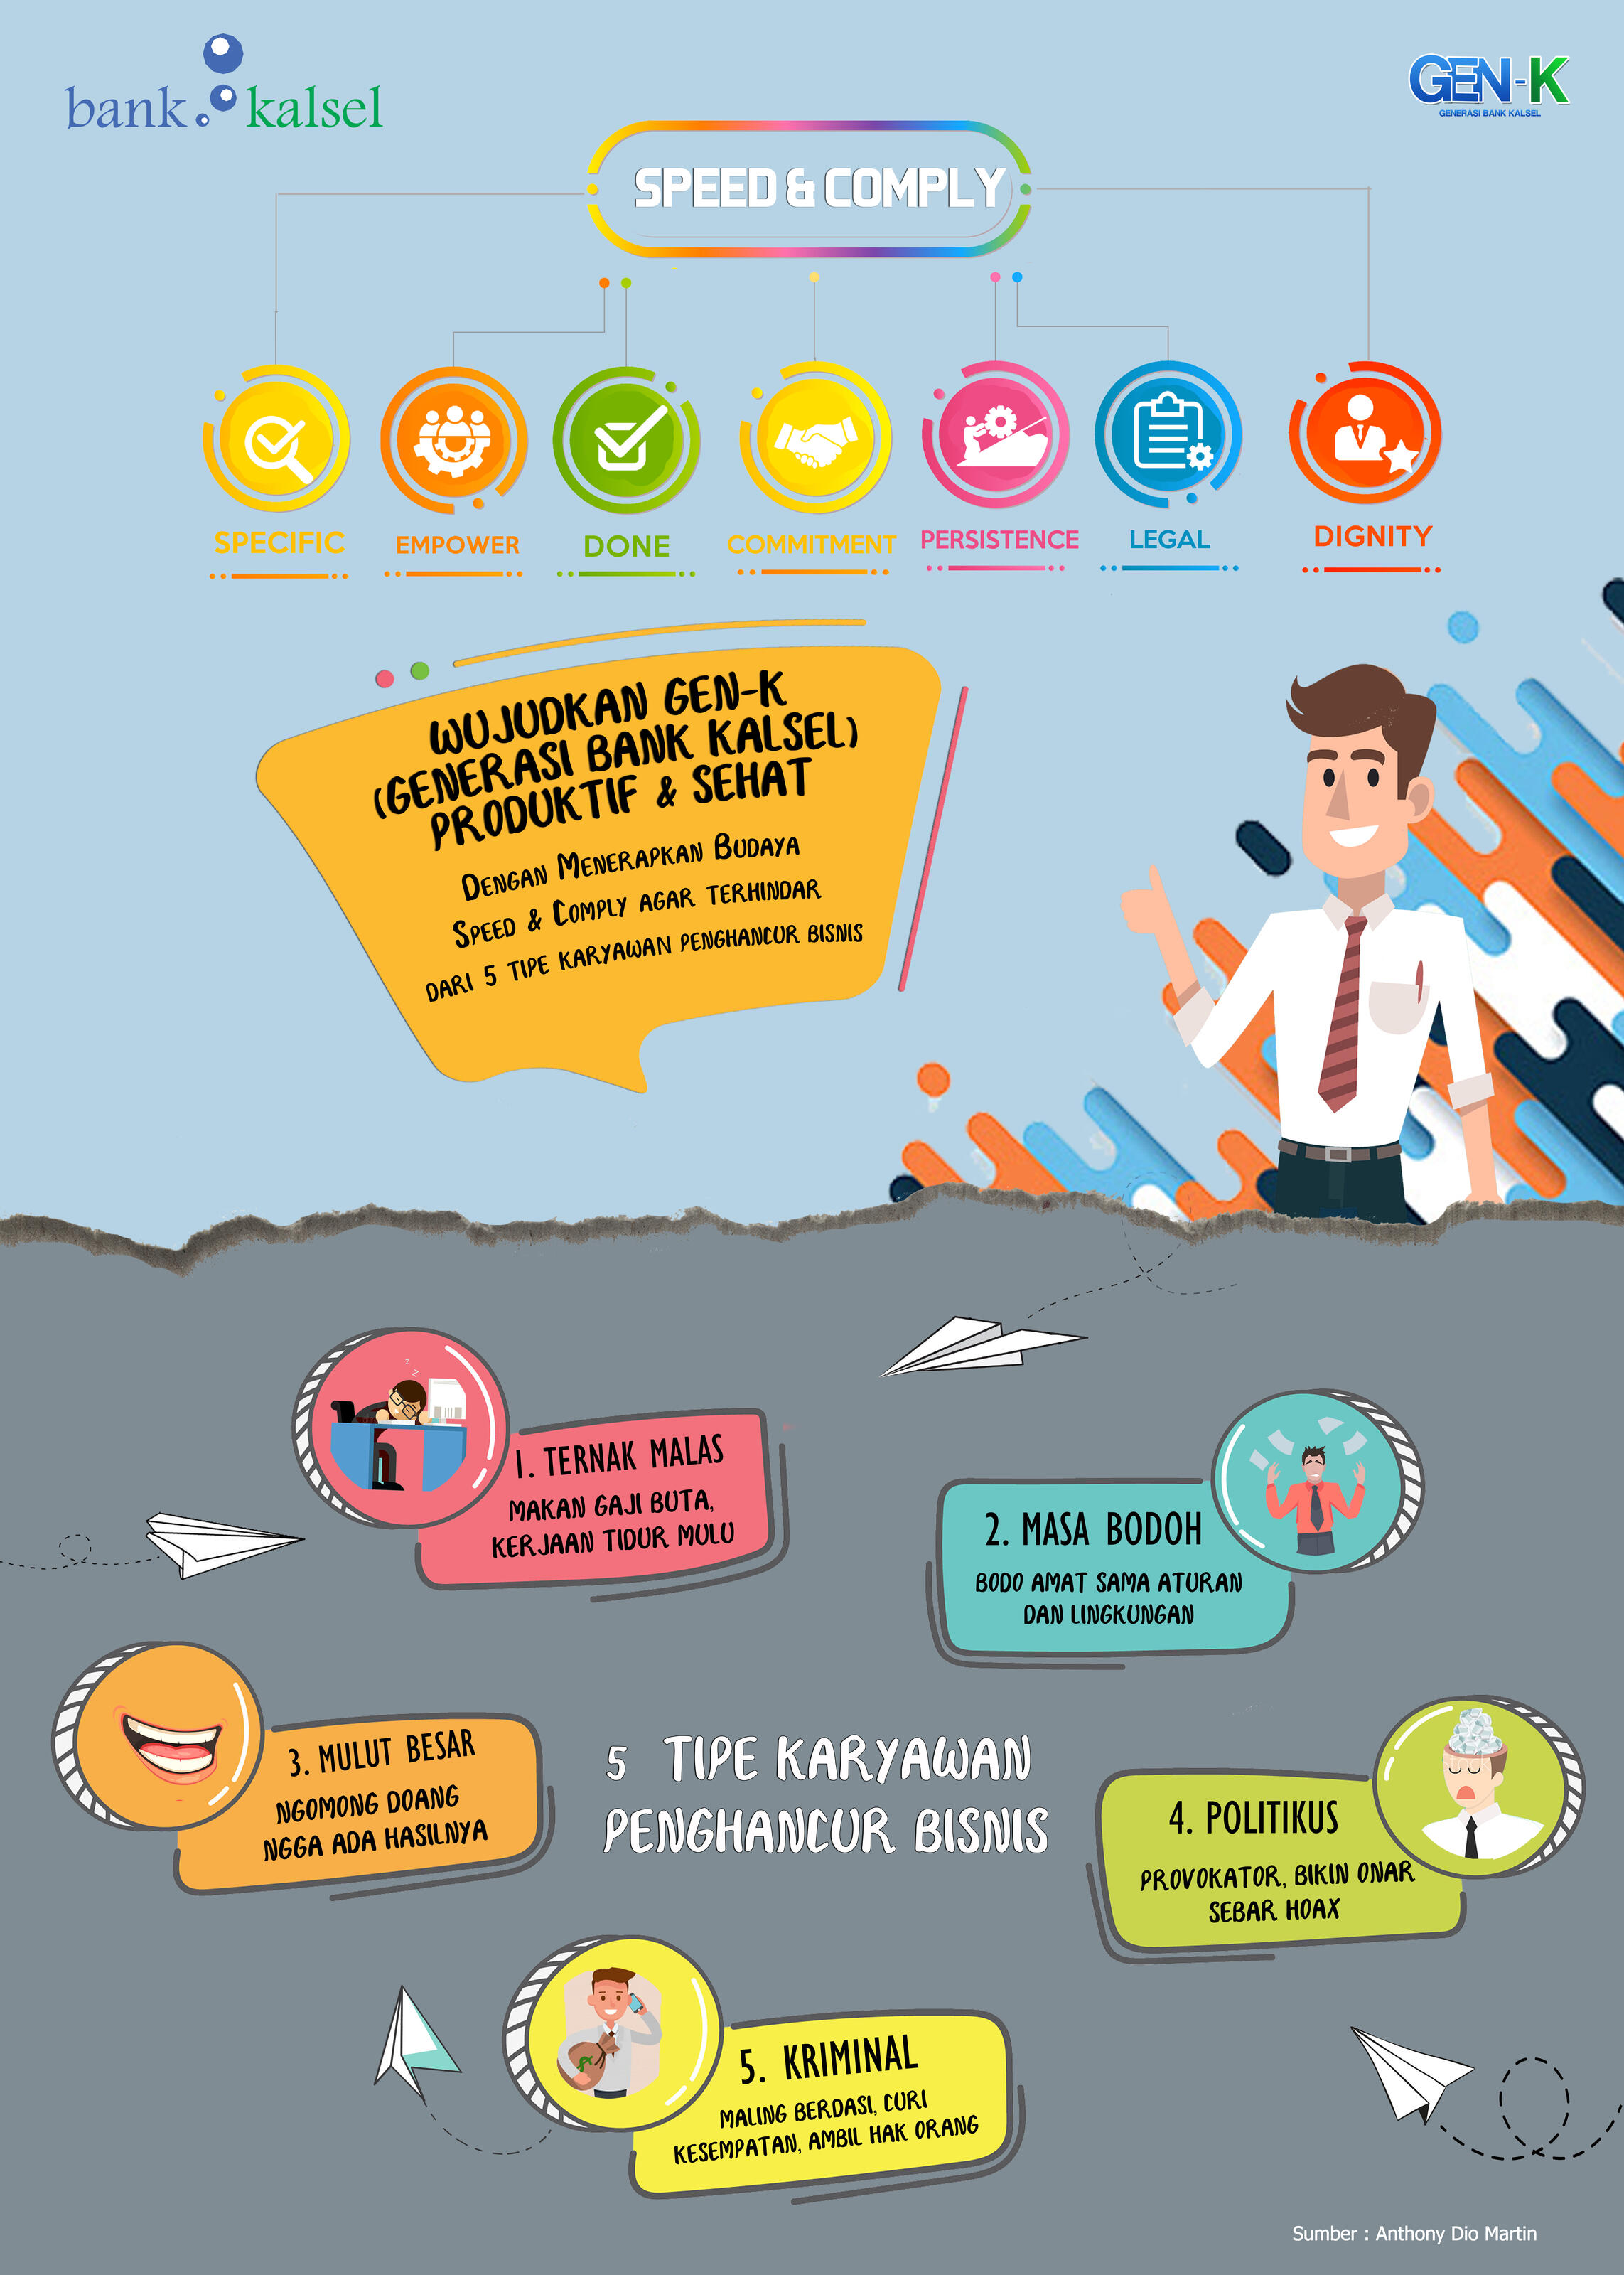 bank kalsel
GEN-K
GENERASI BANK KALSEL
SPEED & COMPLY
SPECIFIC
EMPOWER
DONE
COMMITMENT
PERSISTENCE
LEGAL
DIGNITY
WUJUDKAN GEN-K
(GENERASI BANK KALSEL)
PRODUKTIF & SEHAT
DENGAN MENERAPKAN BUDAYA
SPEED & COMPLY AGAR TERHINDAR
DARI 5 TIPE KARYAWAN PENGHANCUR BISNIS
z
z
1. TERNAK MALAS
MAKAN GAJI BUTA,
KERJAAN TIDUR MULU
2. MASA BODOH
BODO AMAT SAMA ATURAN
DAN LINGKUNGAN
3. MULUT BESAR
NGOMONG DOANG
NGGA ADA HASILNYA
5 TIPE KARYAWAN
PENGHANCUR BISNIS
4. POLITIKUS
PROVOKATOR, BIKIN ONAR
SEBAR HOAX
5. KRIMINAL
MALING BERDASI, CURI
KESEMPATAN, AMBIL HAK ORANG
Sumber : Anthony Dio Martin